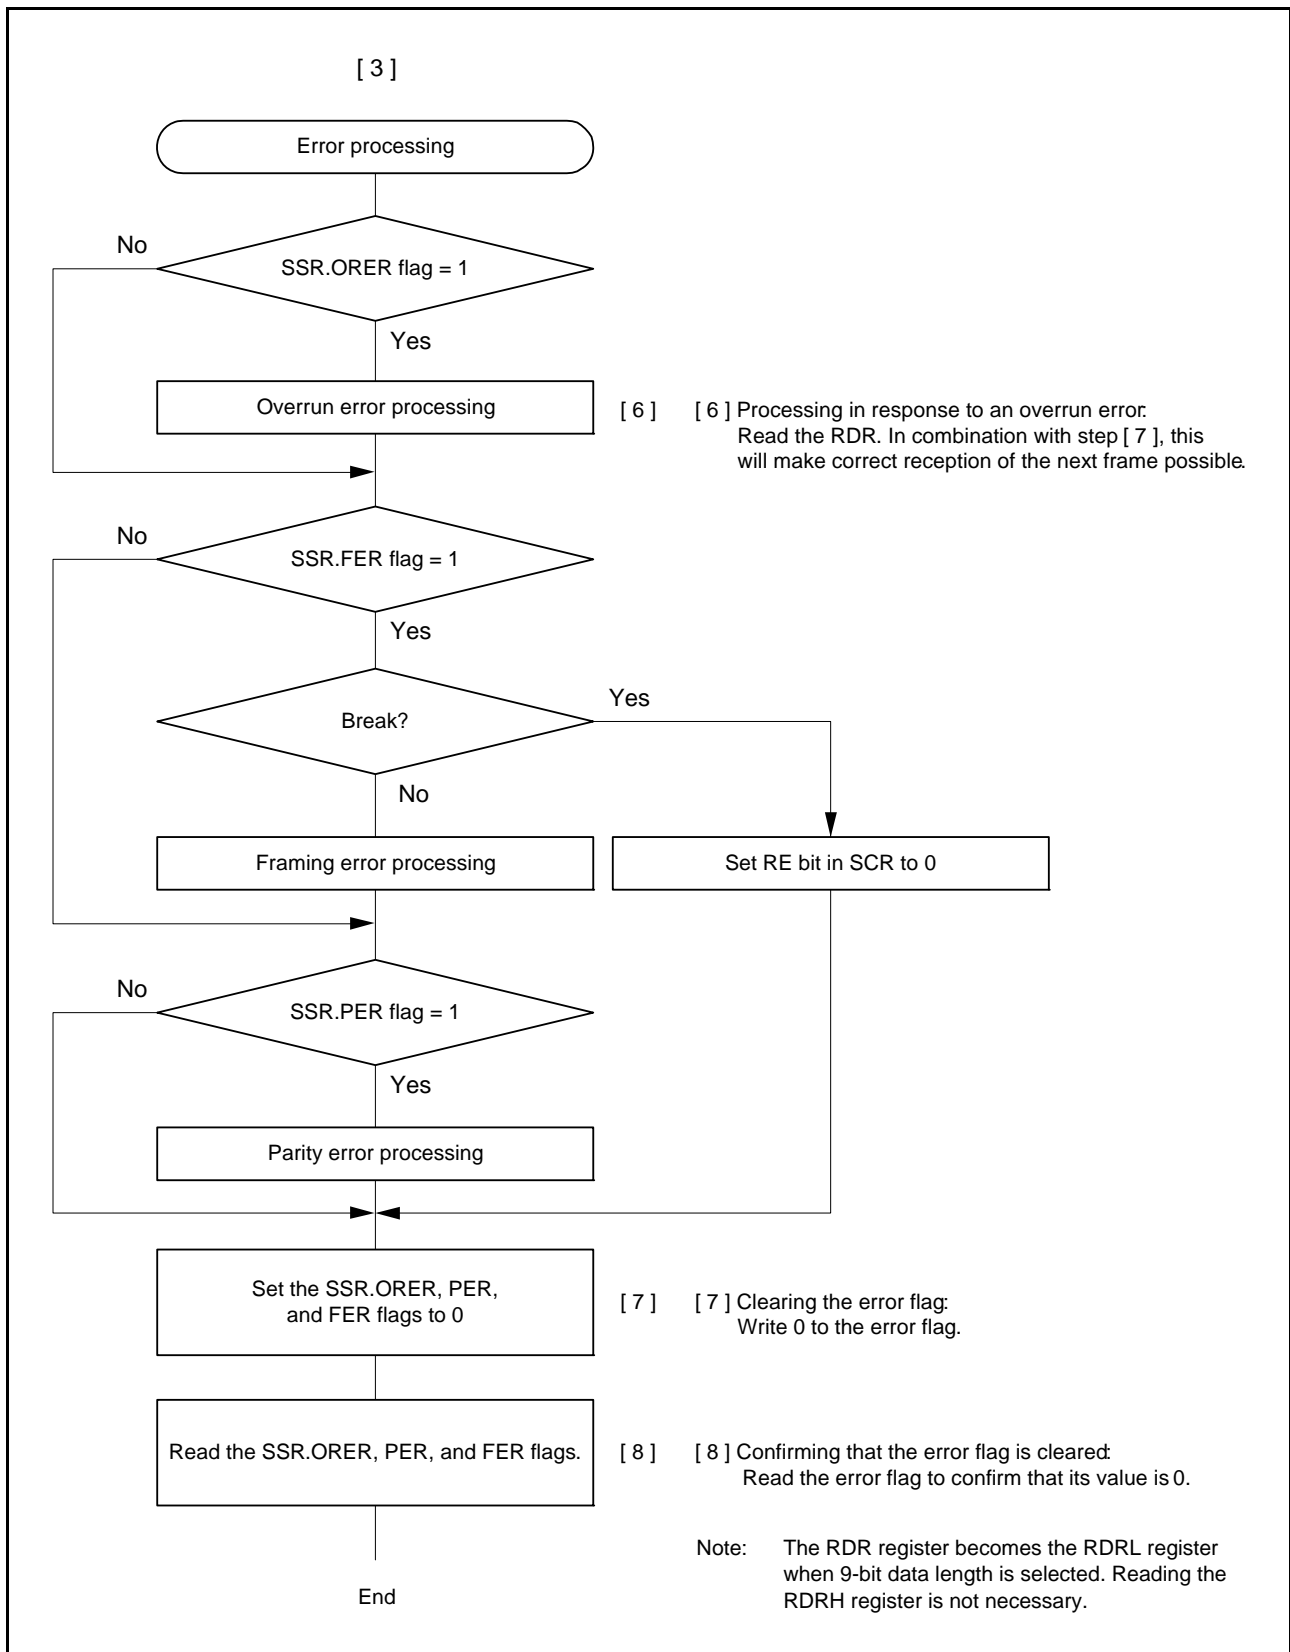 [ 3 ]
Error processing
No
SSR.ORER flag = 1
Yes
Overrun error processing
[ 6 ]
[ 6 ] Processing in response to an overrun error:
Read the RDR. In combination with step [ 7 ], this
will make correct reception of the next frame possible.
No
SSR.FER flag = 1
Yes
Break?
Yes
No
Framing error processing
Set RE bit in SCR to 0
No
SSR.PER flag = 1
Yes
Parity error processing
Set the SSR.ORER, PER,
and FER flags to 0
[ 7 ]
[ 7 ] Clearing the error flag:
Write 0 to the error flag.
Read the SSR.ORER, PER, and FER flags.
[ 8 ]
[ 8 ] Confirming that the error flag is cleared:
Read the error flag to confirm that its value is 0.
End
Note: The RDR register becomes the RDRL register
when 9-bit data length is selected. Reading the
RDRH register is not necessary.